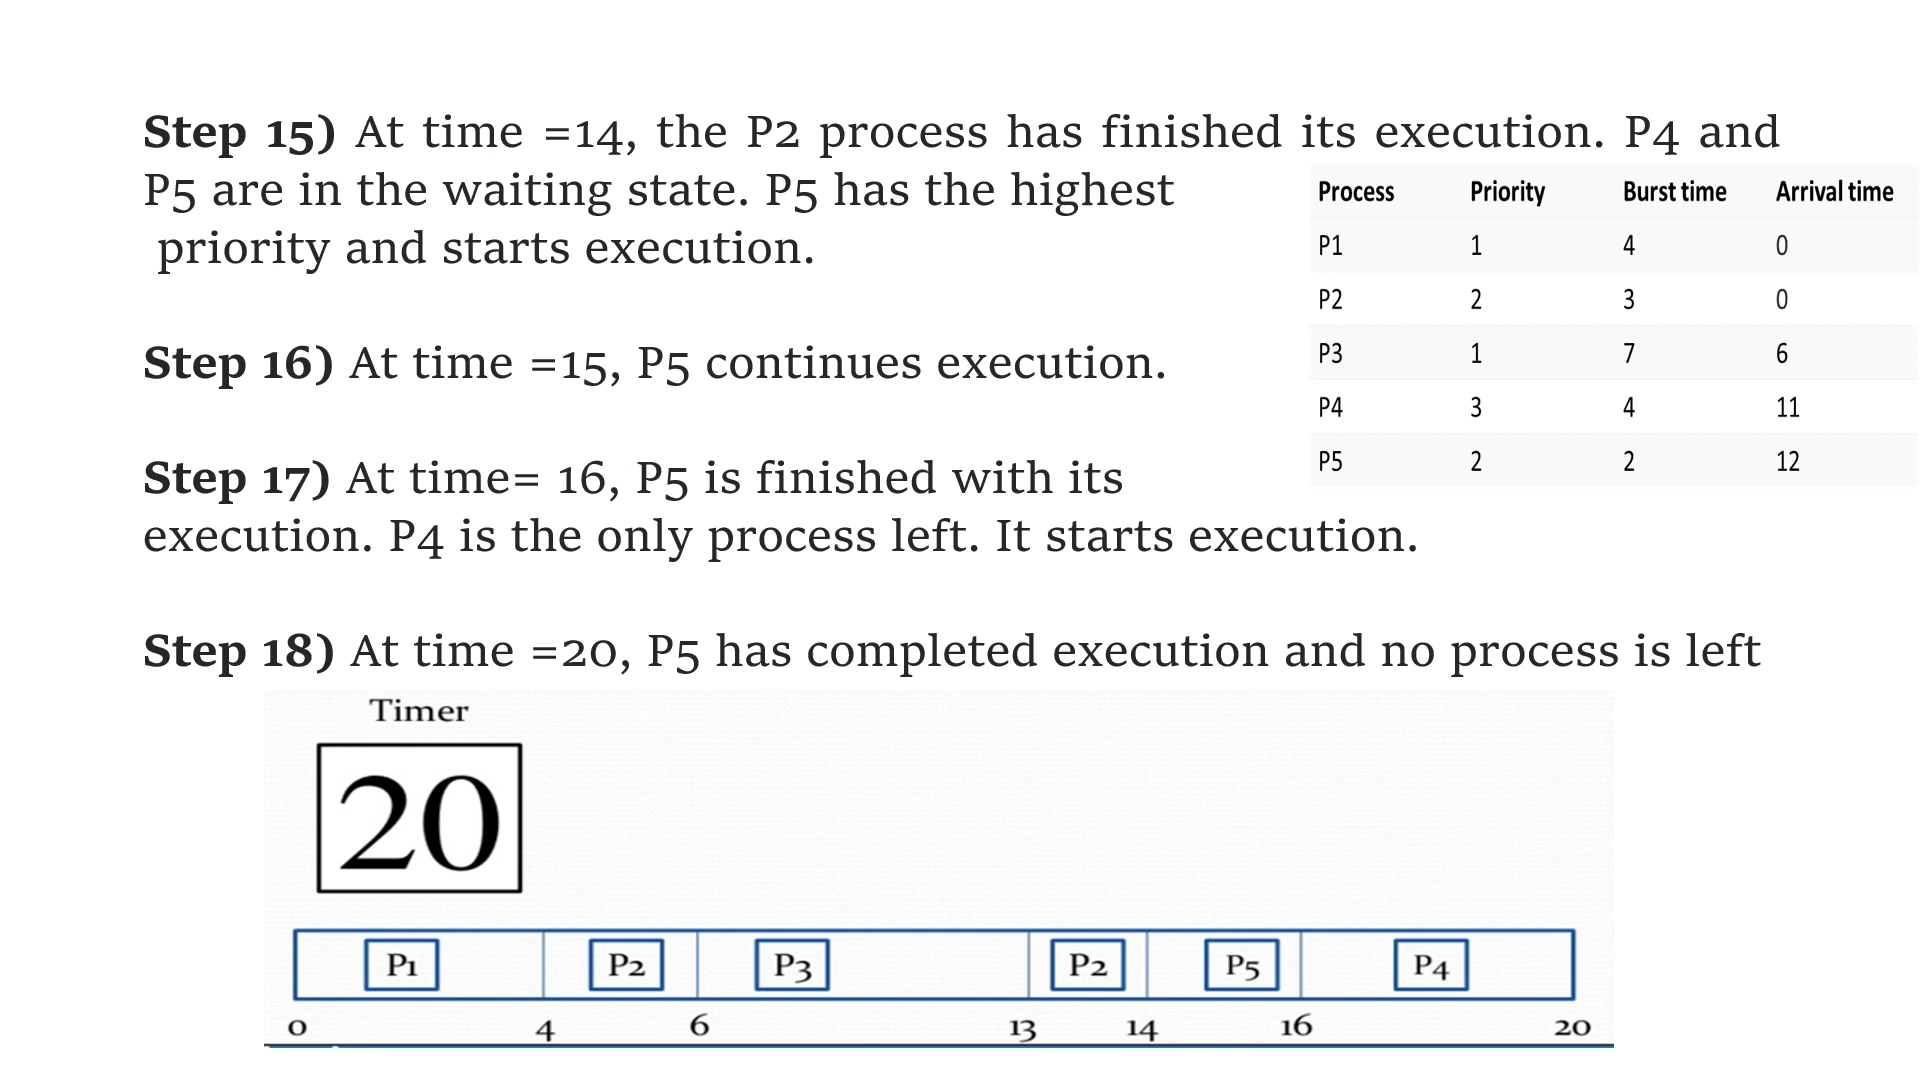 Step 15) At time =14, the P2 process has finished its execution. P4 and
P5 are in the waiting state. P5 has the highest
priority and starts execution.
Step 16) At time =15, P5 continues execution.
Step 17) At time= 16, P5 is finished with its
execution. P4 is the only process left. It starts execution.
Step 18) At time =20, P5 has completed execution and no process is left
Process Priority Burst time Arrival time
P1 1 4 0
P2 2 3 0
P3 1 7 6
P4 3 4 11
P5 2 2 12
Timer
20
P1 P2 P3 P2 P5 P4
0 4 6 13 14 16 20